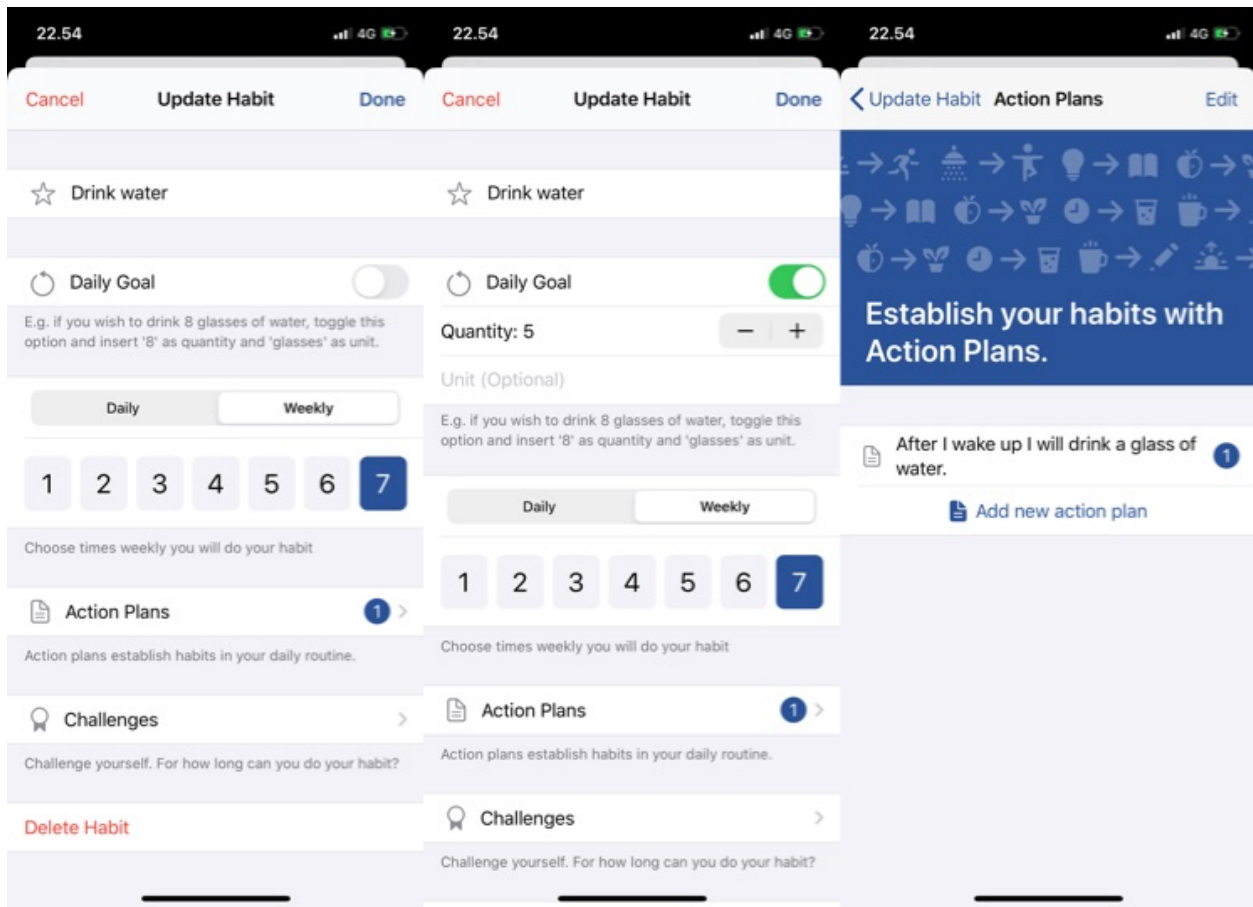 22.54
4G
Cancel
Update Habit
Done
Drink water
Daily Goal
E.g. if you wish to drink 8 glasses of water, toggle this
option and insert '8' as quantity and 'glasses' as unit.
Daily
Weekly
1 2 3 4 5 6 7
Choose times weekly you will do your habit
Action Plans
1
Action plans establish habits in your daily routine.
Challenges
Challenge yourself. For how long can you do your habit?
Delete Habit
22.54
4G
Cancel
Update Habit
Done
Drink water
Daily Goal
Quantity: 5
− +
Unit (Optional)
E.g. if you wish to drink 8 glasses of water, toggle this
option and insert '8' as quantity and 'glasses' as unit.
Daily
Weekly
1 2 3 4 5 6 7
Choose times weekly you will do your habit
Action Plans
1
Action plans establish habits in your daily routine.
Challenges
Challenge yourself. For how long can you do your habit?
22.54
4G
Update Habit
Action Plans
Edit
Establish your habits with
Action Plans.
After I wake up I will drink a glass of
water.
1
Add new action plan